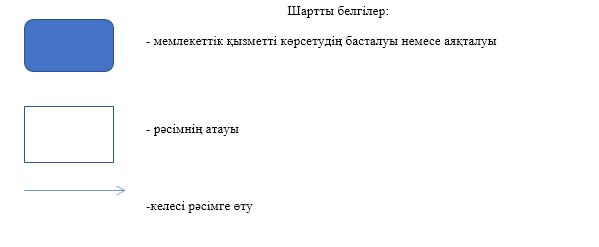 Шартты белгілер:
- мемлекеттік қызметті көрсетудің басталуы немесе аяқталуы
- рәсімнің атауы
-келесі рәсімге өту